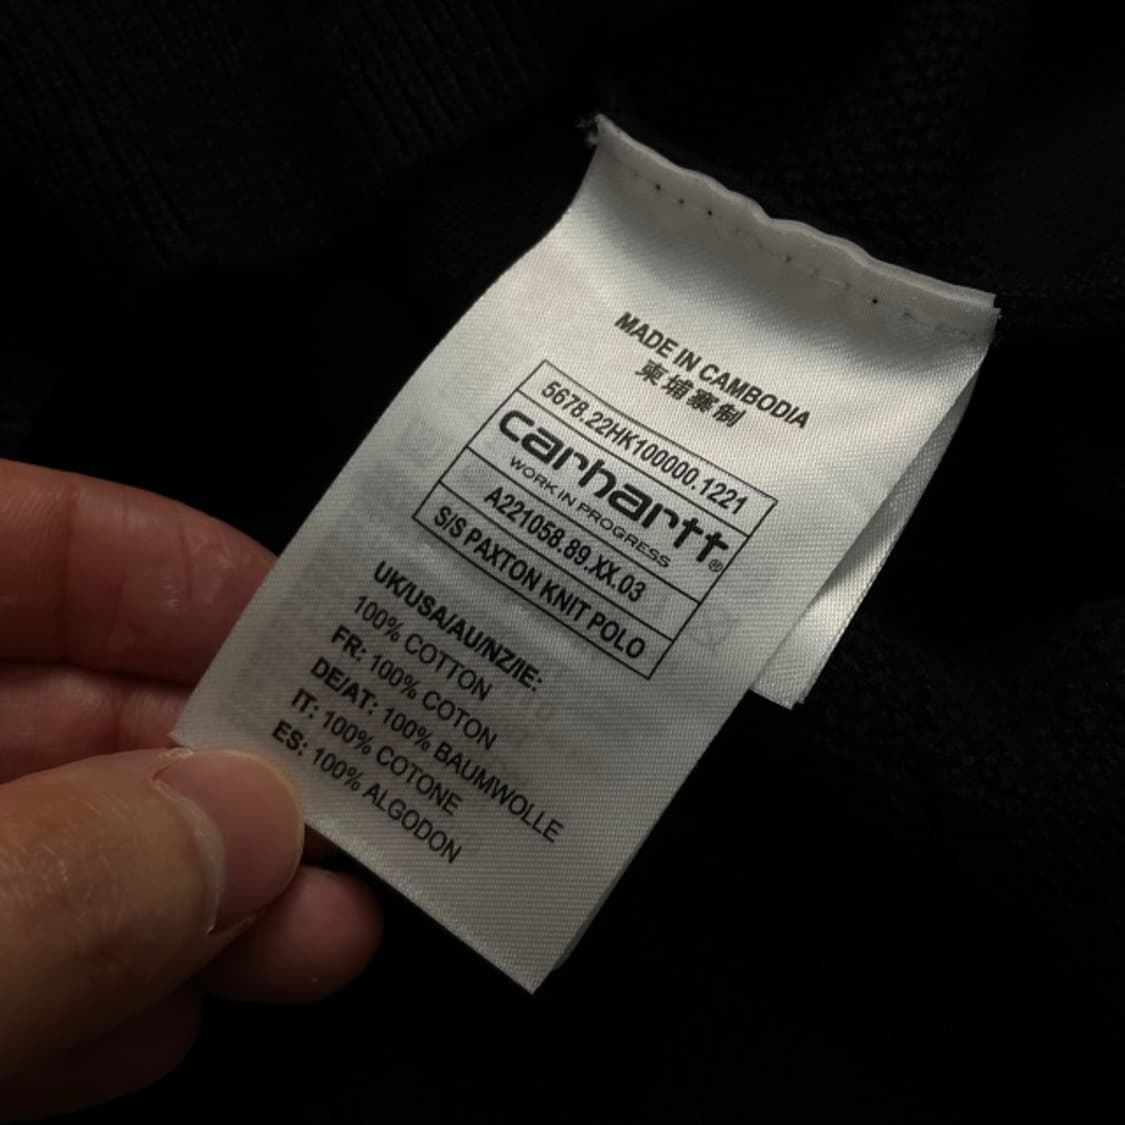 MADE IN CAMBODIA
柬埔寨制
5678.22HK100000.1221
carhartt®
WORK IN PROGRESS
A221058.89.XX.03
S/S PAXTON KNIT POLO
UK/USA/AU/NZ/IE:
100% COTTON
FR: 100% COTON
DE/AT: 100% BAUMWOLLE
IT: 100% COTONE
ES: 100% ALGODON